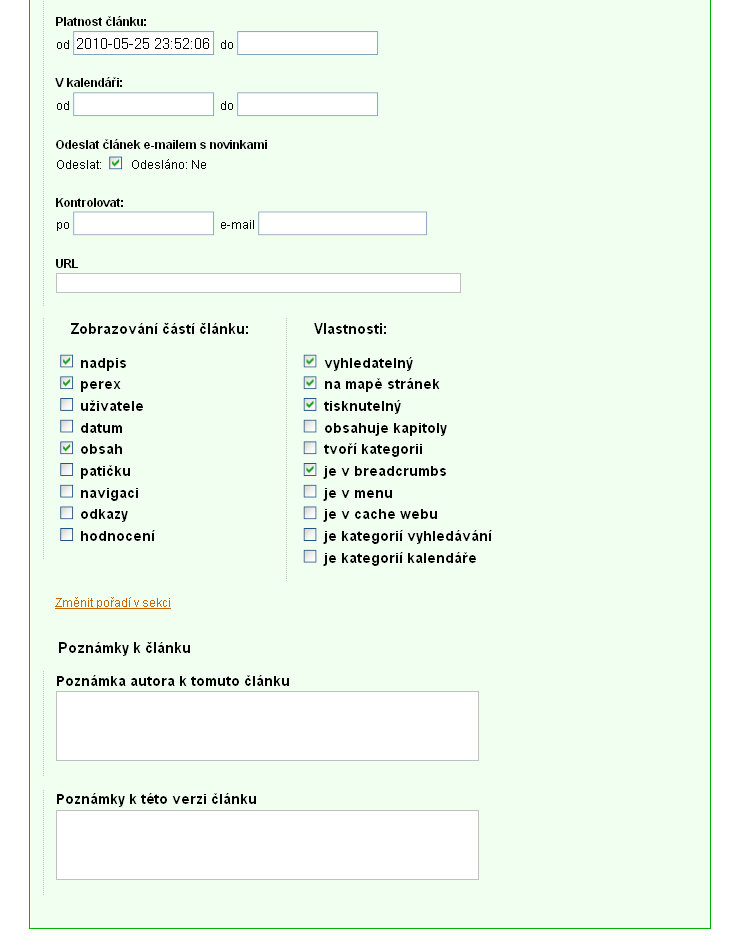 Platnost článku:
od 2010-05-25 23:52:06 do
V kalendáři:
od do
Odeslat článek e-mailem s novinkami
Odeslat: Odesláno: Ne
Kontrolovat:
po e-mail
URL
Zobrazování částí článku:
nadpis
perex
uživatele
datum
obsah
patičku
navigaci
odkazy
hodnocení
Vlastnosti:
vyhledatelný
na mapě stránek
tisknutelný
obsahuje kapitoly
tvoří kategorii
je v breadcrumbs
je v menu
je v cache webu
je kategorií vyhledávání
je kategorií kalendáře
Změnit pořadí v sekci
Poznámky k článku
Poznámka autora k tomuto článku
Poznámky k této verzi článku